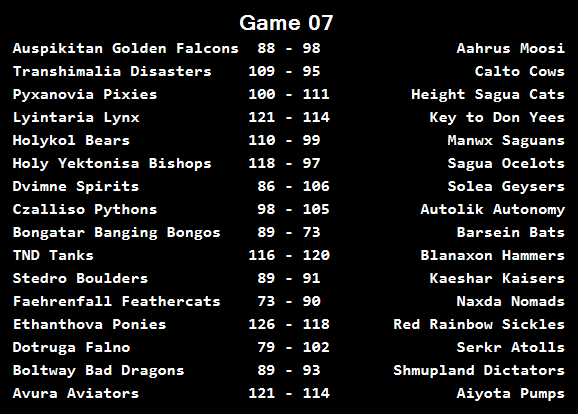 Game 07
Auspikitan Golden Falcons 88 - 98 Aahrus Moosi
Transhimalia Disasters 109 - 95 Calto Cows
Pyxanovia Pixies 100 - 111 Height Sagua Cats
Lyintaria Lynx 121 - 114 Key to Don Yees
Holykol Bears 110 - 99 Manwx Saguans
Holy Yektonisa Bishops 118 - 97 Sagua Ocelots
Dvimne Spirits 86 - 106 Solea Geysers
Czalliso Pythons 98 - 105 Autolik Autonomy
Bongatar Banging Bongos 89 - 73 Barsein Bats
TND Tanks 116 - 120 Blanaxon Hammers
Stedro Boulders 89 - 91 Kaeshar Kaisers
Faehrenfall Feathercats 73 - 90 Naxda Nomads
Ethanthova Ponies 126 - 118 Red Rainbow Sickles
Dotruga Falno 79 - 102 Serkr Atolls
Boltway Bad Dragons 89 - 93 Shmupland Dictators
Avura Aviators 121 - 114 Aiyota Pumps